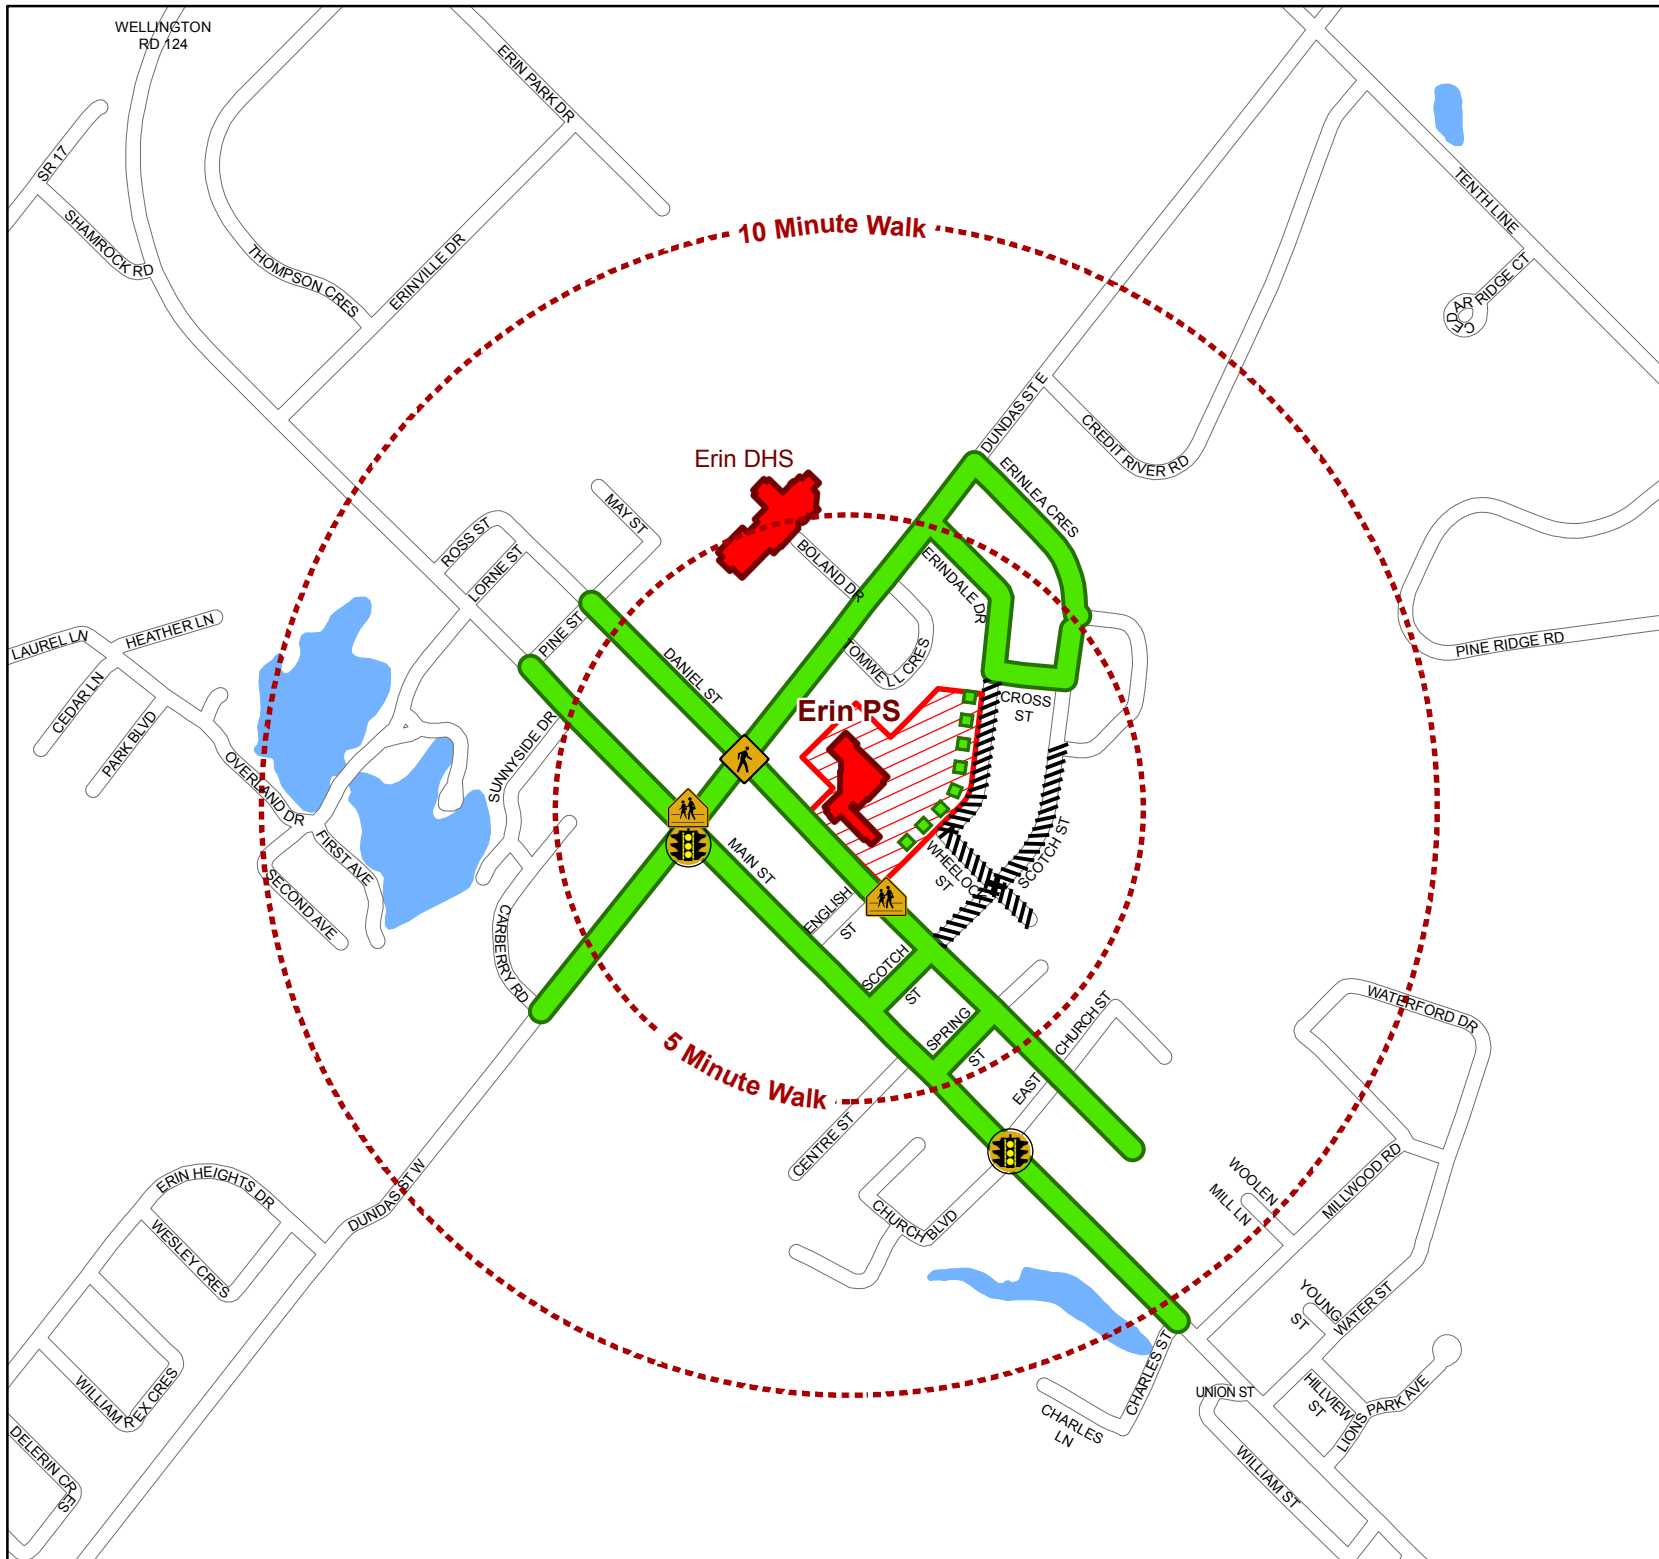 WELLINGTON
RD 124
ERIN PARK DR
SR 17
SHAMROCK RD
THOMPSON CRES
ERINVILLE DR
10 Minute Walk
TENTH LINE
CEDAR RIDGE CT
DUNDAS ST E
CREDIT RIVER RD
ERINLEA CRES
Erin DHS
MAY ST
ROSS ST
LORNE ST
BOLAND DR
ERINDALE DR
PINE ST
LAUREL LN
HEATHER LN
TOMWELL CRES
PINE RIDGE RD
DANIEL ST
CEDAR LN
PARK BLVD
Erin PS
CROSS
ST
SUNNYSIDE DR
OVERLAND DR
FIRST AVE
SECOND AVE
MAIN ST
WHEELOCK
ST
SCOTCH ST
ENGLISH
ST
CARBERRY RD
SCOTCH
ST
SPRING
ST
5 Minute Walk
EAST CHURCH ST
WATERFORD DR
CENTRE ST
CHURCH BLVD
WOOLEN
MILL LN
MILLWOOD RD
ERIN HEIGHTS DR
DUNDAS ST W
WESLEY CRES
YOUNG
ST
WATER ST
WILLIAM REX CRES
CHARLES ST
CHARLES
LN
UNION ST
HILLVIEW
ST
LIONS PARK AVE
DELERIN CRES
WILLIAM ST